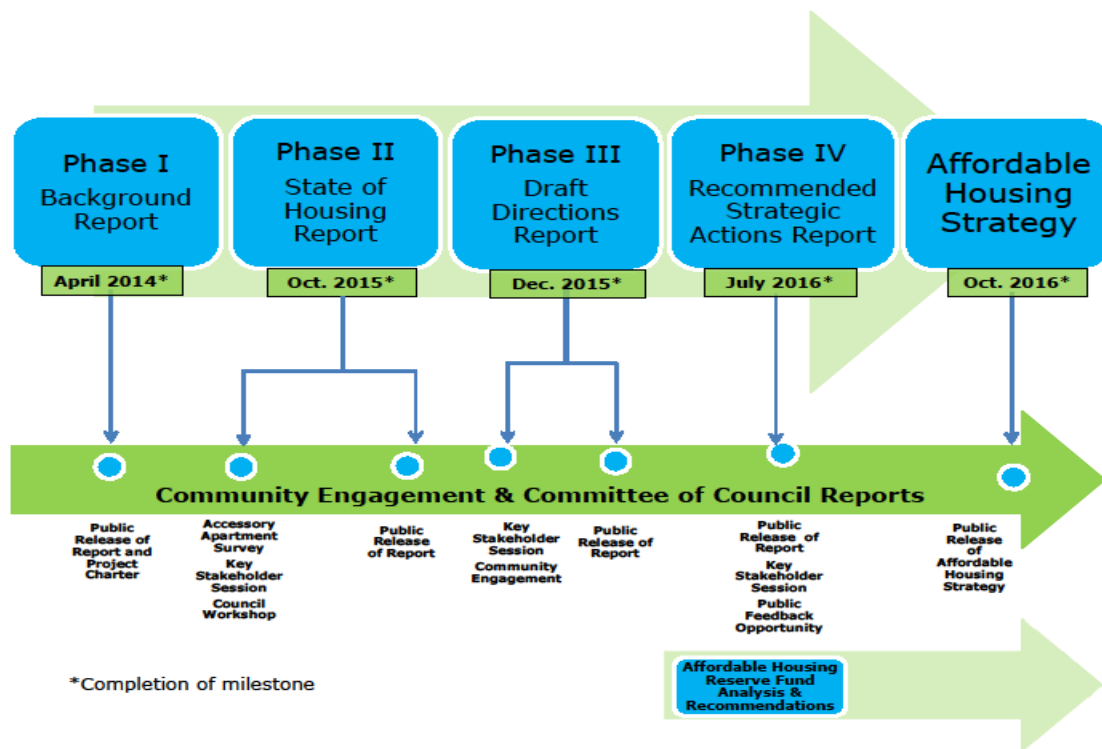 Phase I
Background
Report
April 2014*
Phase II
State of
Housing
Report
Oct. 2015*
Phase III
Draft
Directions
Report
Dec. 2015*
Phase IV
Recommended
Strategic
Actions Report
July 2016*
Affordable
Housing
Strategy
Oct. 2016*
Community Engagement & Committee of Council Reports
Public
Release of
Report and
Project
Charter
Accessory
Apartment
Survey
Key
Stakeholder
Session
Council
Workshop
Public
Release
of Report
Key
Stakeholder
Session
Community
Engagement
Public
Release of
Report
Public
Release of
Report
Key
Stakeholder
Session
Public
Feedback
Opportunity
Public
Release
of
Affordable
Housing
Strategy
*Completion of milestone
Affordable Housing
Reserve Fund
Analysis &
Recommendations